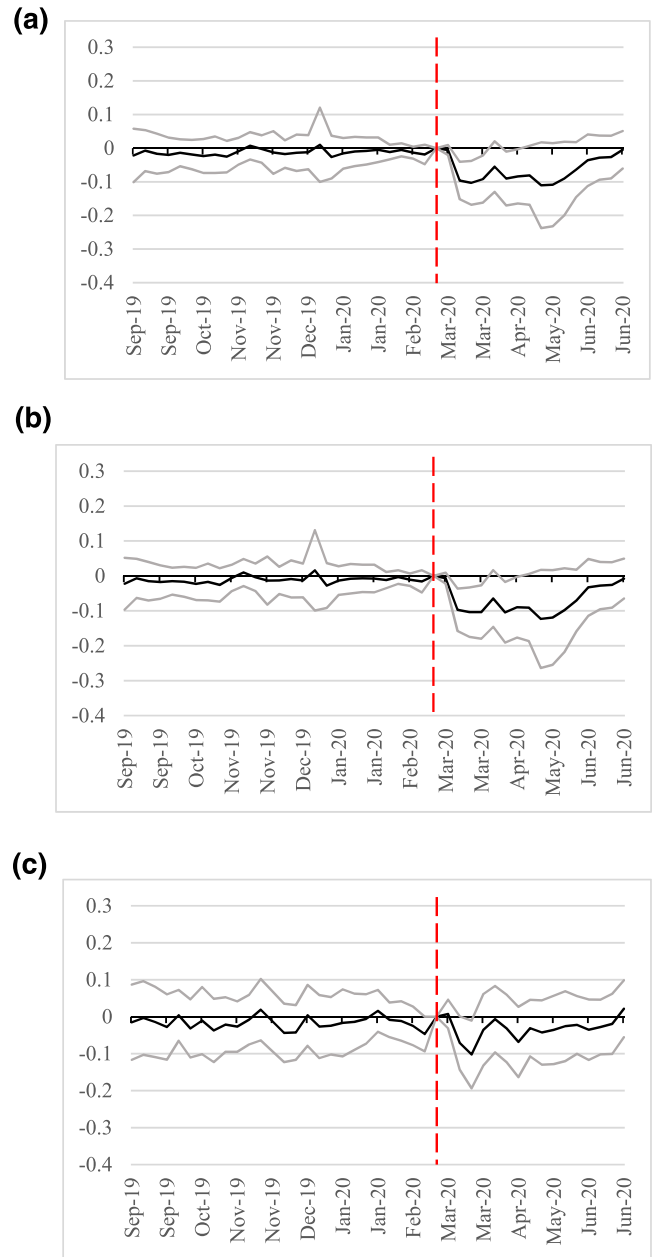 (a)
0.3
0.2
0.1
0
-0.1
-0.2
-0.3
-0.4
Sep-19
Sep-19
Oct-19
Nov-19
Nov-19
Dec-19
Jan-20
Jan-20
Feb-20
Mar-20
Mar-20
Apr-20
May-20
Jun-20
Jun-20
(b)
0.3
0.2
0.1
0
-0.1
-0.2
-0.3
-0.4
Sep-19
Sep-19
Oct-19
Nov-19
Nov-19
Dec-19
Jan-20
Jan-20
Feb-20
Mar-20
Mar-20
Apr-20
May-20
Jun-20
Jun-20
(c)
0.3
0.2
0.1
0
-0.1
-0.2
-0.3
-0.4
Sep-19
Sep-19
Oct-19
Nov-19
Nov-19
Dec-19
Jan-20
Jan-20
Feb-20
Mar-20
Mar-20
Apr-20
May-20
Jun-20
Jun-20